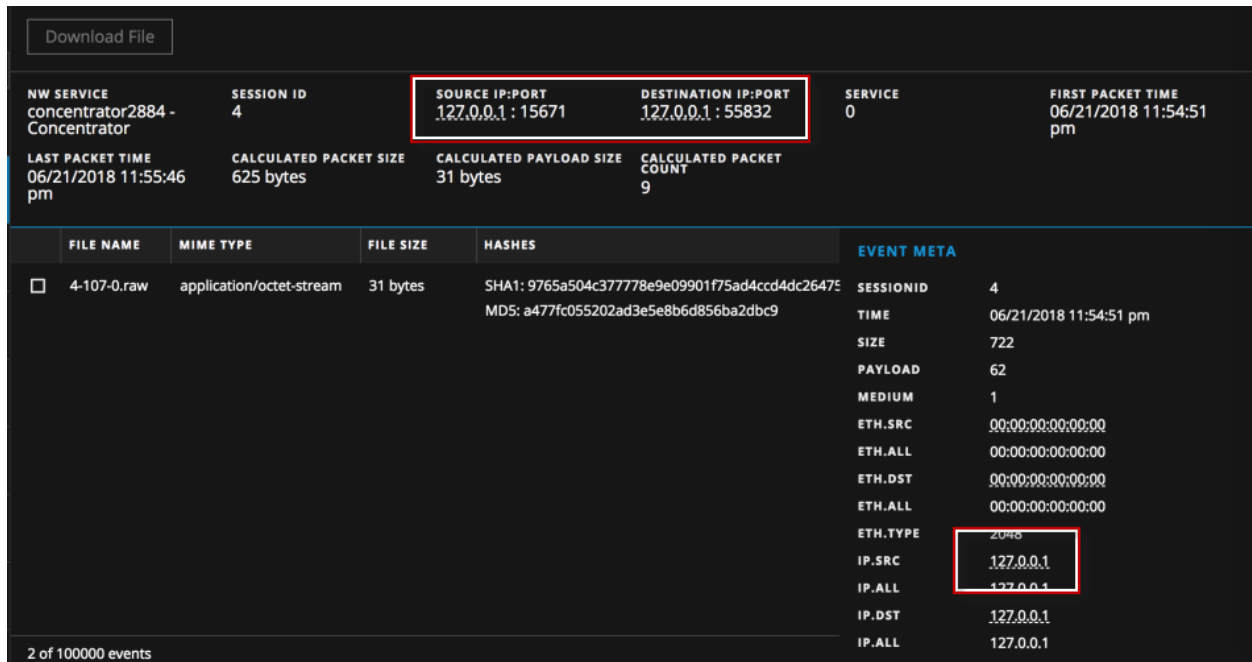 Download File
NW SERVICE SESSION ID SOURCE IP:PORT DESTINATION IP:PORT SERVICE FIRST PACKET TIME
concentrator2884 - 4 127.0.0.1 : 15671 127.0.0.1 : 55832 0 06/21/2018 11:54:51
Concentrator pm
LAST PACKET TIME CALCULATED PACKET SIZE CALCULATED PAYLOAD SIZE CALCULATED PACKET
COUNT
06/21/2018 11:55:46 625 bytes 31 bytes 9
pm
FILE NAME MIME TYPE FILE SIZE HASHES
4-107-0.raw application/octet-stream 31 bytes SHA1: 9765a504c377778e9e09901f75ad4ccd4dc26475
MD5: a477fc055202ad3e5e8b6d856ba2dbc9
2 of 100000 events
EVENT META
SESSIONID 4
TIME 06/21/2018 11:54:51 pm
SIZE 722
PAYLOAD 62
MEDIUM 1
ETH.SRC 00:00:00:00:00:00
ETH.ALL 00:00:00:00:00:00
ETH.DST 00:00:00:00:00:00
ETH.ALL 00:00:00:00:00:00
ETH.TYPE 2048
IP.SRC 127.0.0.1
IP.ALL 127.0.0.1
IP.DST 127.0.0.1
IP.ALL 127.0.0.1